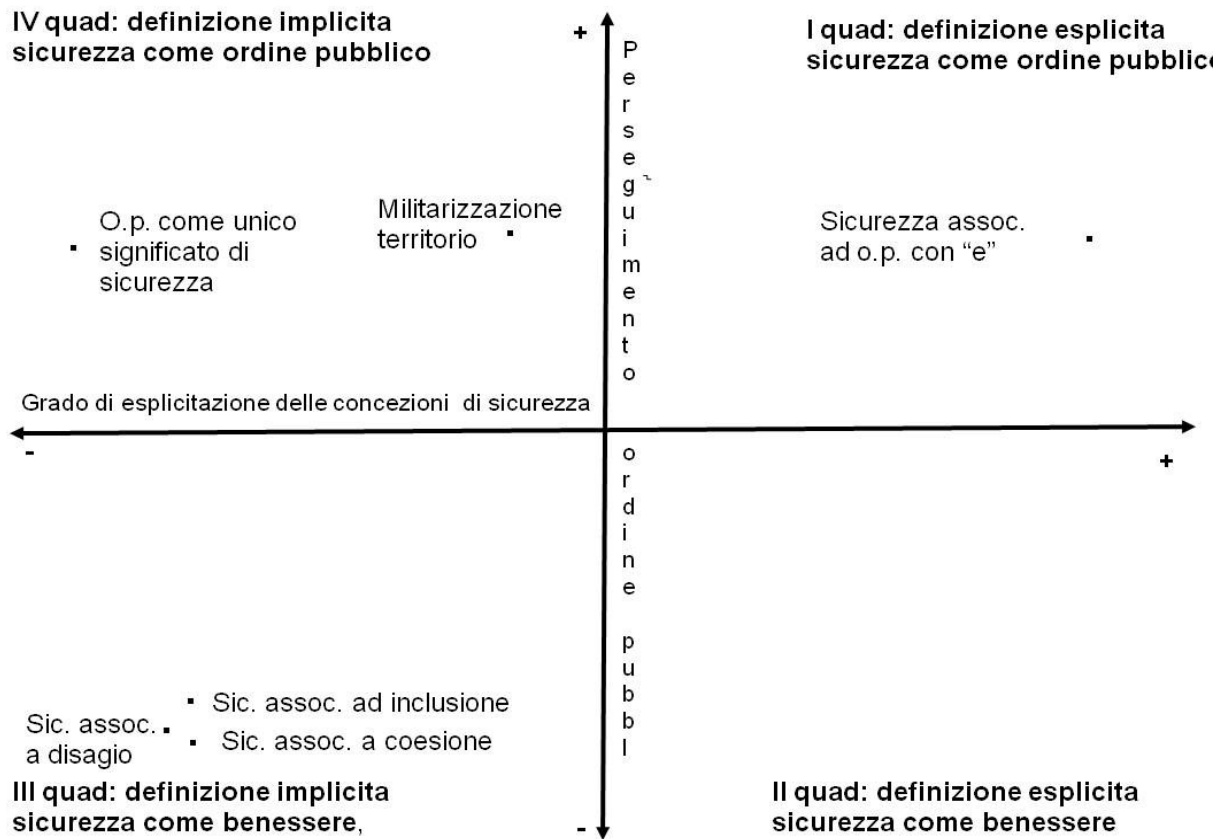 IV quad: definizione implicita
sicurezza come ordine pubblico
+
I quad: definizione esplicita
sicurezza come ordine pubblico
Perseguimento
O.p. come unico
significato di
sicurezza
Militarizzazione
territorio
Sicurezza assoc.
ad o.p. con “e”
Grado di esplicitazione delle concezioni di sicurezza
-
+
ordine pubbl
Sic. assoc. ad inclusione
Sic. assoc. a coesione
Sic. assoc.
a disagio
III quad: definizione implicita
sicurezza come benessere,
-
II quad: definizione esplicita
sicurezza come benessere